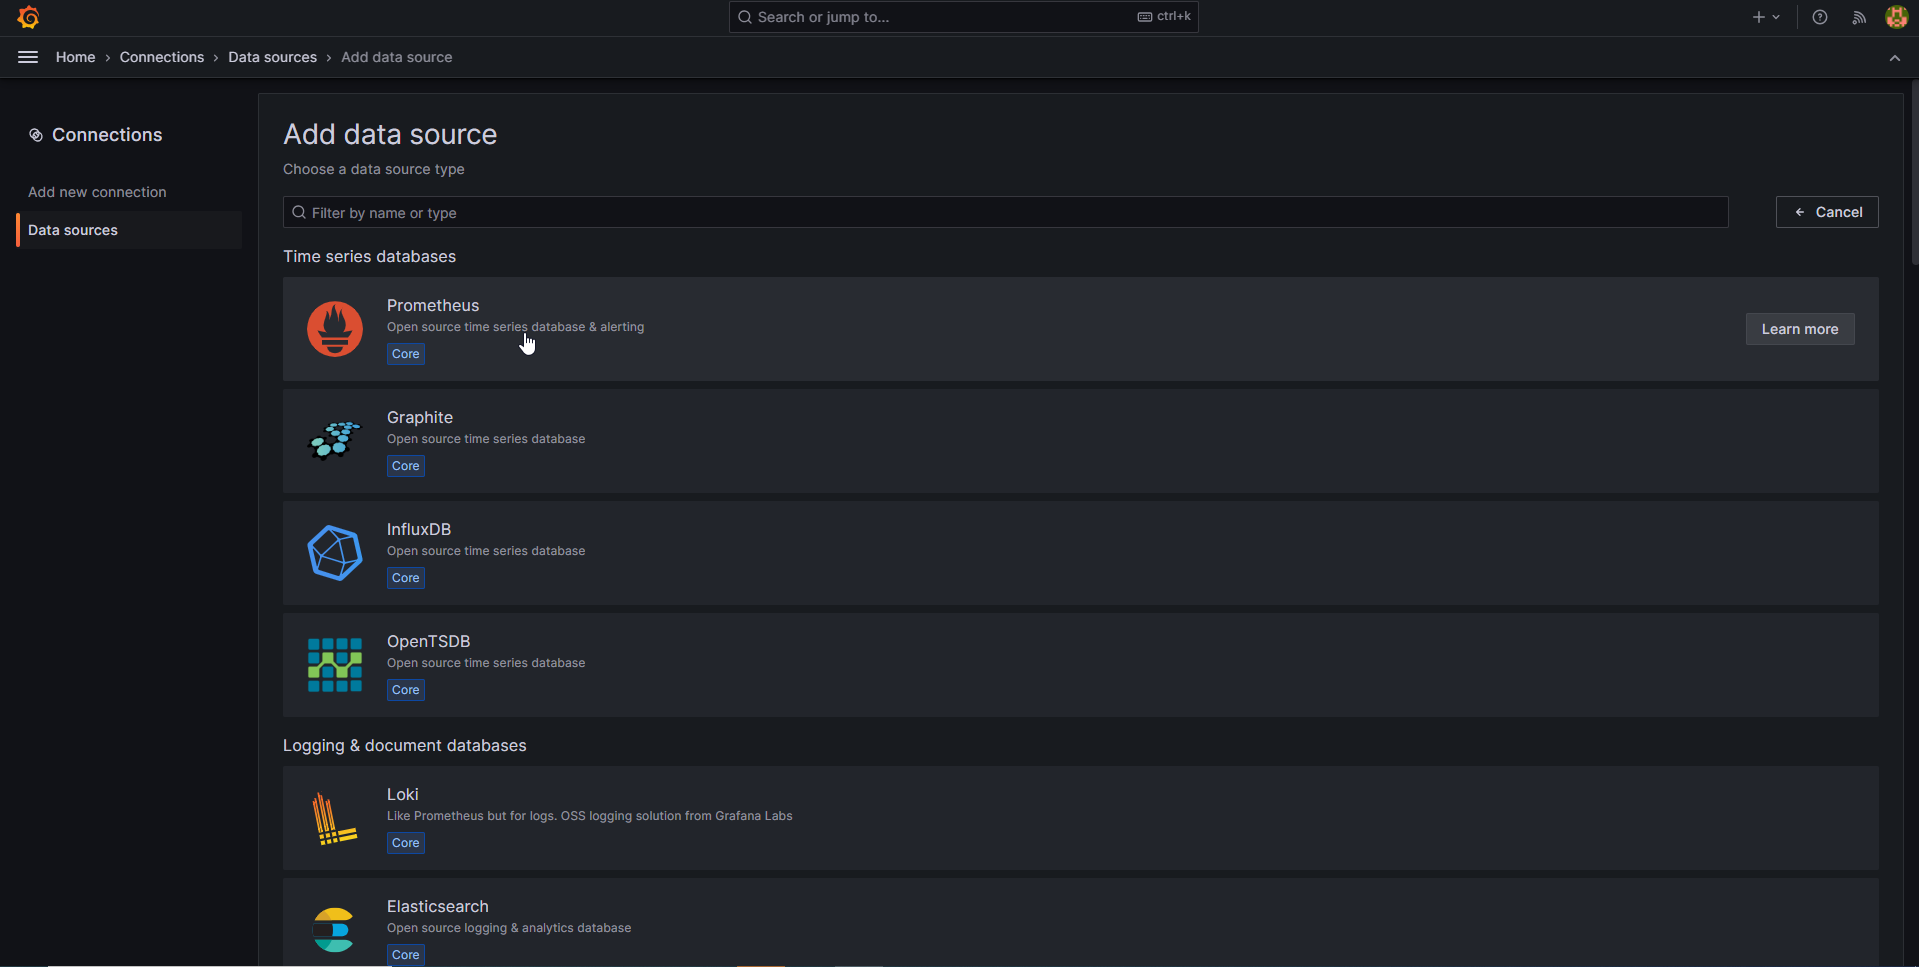 Search or jump to...
ctrl+k
Home › Connections › Data sources › Add data source
Connections
Add new connection
Data sources
Add data source
Choose a data source type
Filter by name or type
Cancel
Time series databases
Prometheus
Open source time series database & alerting
Core
Learn more
Graphite
Open source time series database
Core
InfluxDB
Open source time series database
Core
OpenTSDB
Open source time series database
Core
Logging & document databases
Loki
Like Prometheus but for logs. OSS logging solution from Grafana Labs
Core
Elasticsearch
Open source logging & analytics database
Core